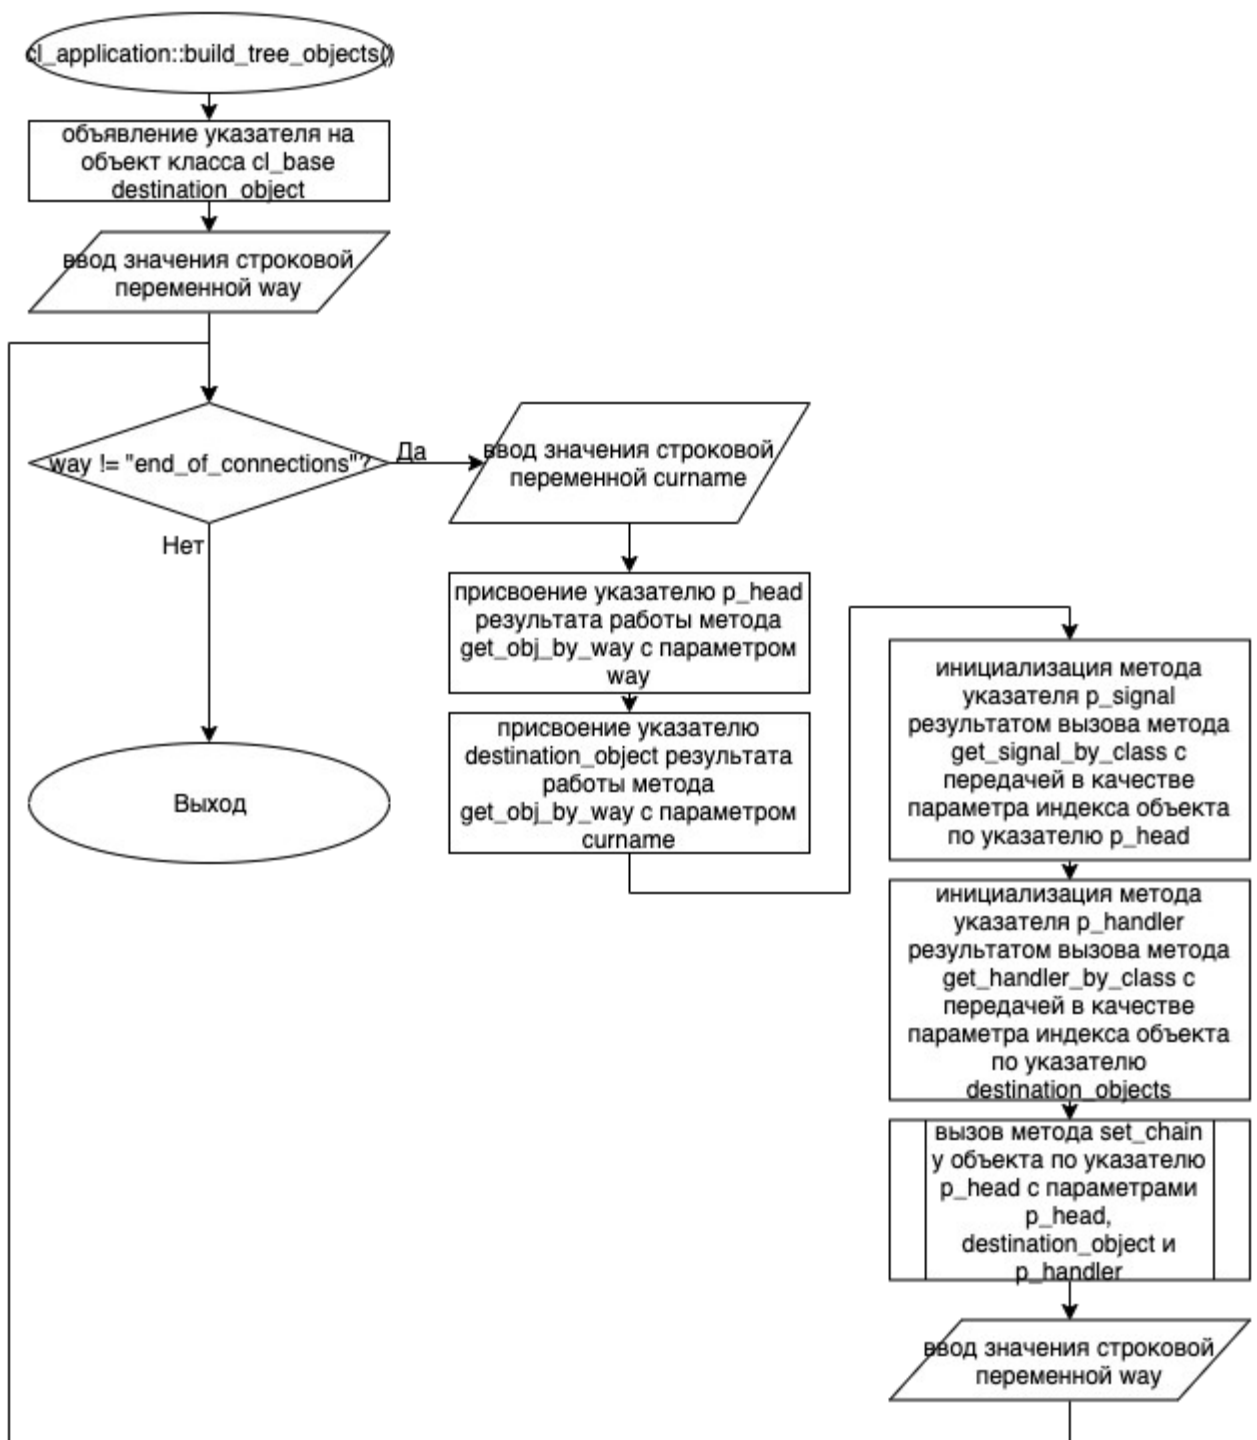 cl_application::build_tree_objects()
объявление указателя на
объект класса cl_base
destination_object
ввод значения строковой
переменной way
way != "end_of_connections"?
Да
Нет
Выход
ввод значения строковой
переменной curname
присвоение указателю p_head
результата работы метода
get_obj_by_way с параметром
way
присвоение указателю
destination_object результата
работы метода
get_obj_by_way с параметром
curname
инициализация метода
указателя p_signal
результатом вызова метода
get_signal_by_class с
передачей в качестве
параметра индекса объекта
по указателю p_head
инициализация метода
указателя p_handler
результатом вызова метода
get_handler_by_class с
передачей в качестве
параметра индекса объекта
по указателю
destination_objects
вызов метода set_chain
у объекта по указателю
p_head с параметрами
p_head,
destination_object и
p_handler
ввод значения строковой
переменной way